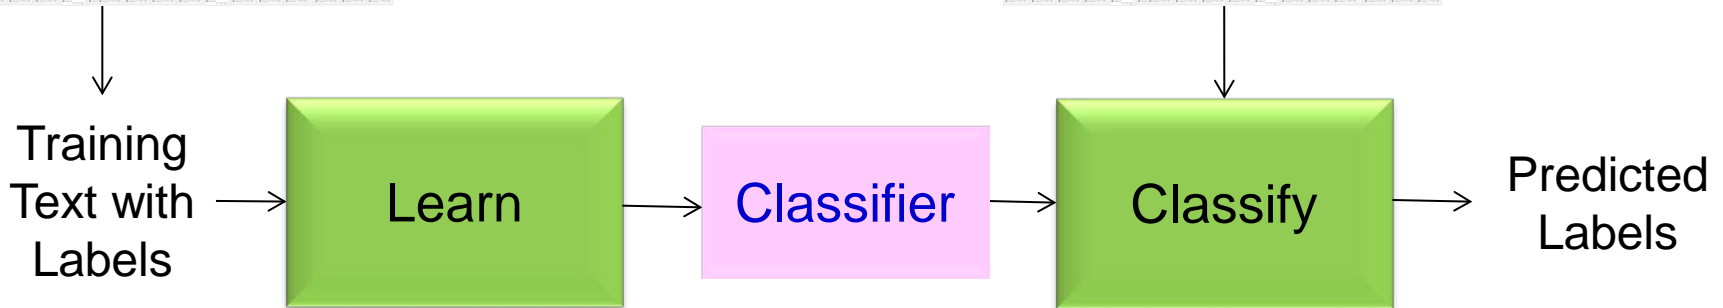 Training
Text with
Labels
Learn
Classifier
Classify
Predicted
Labels